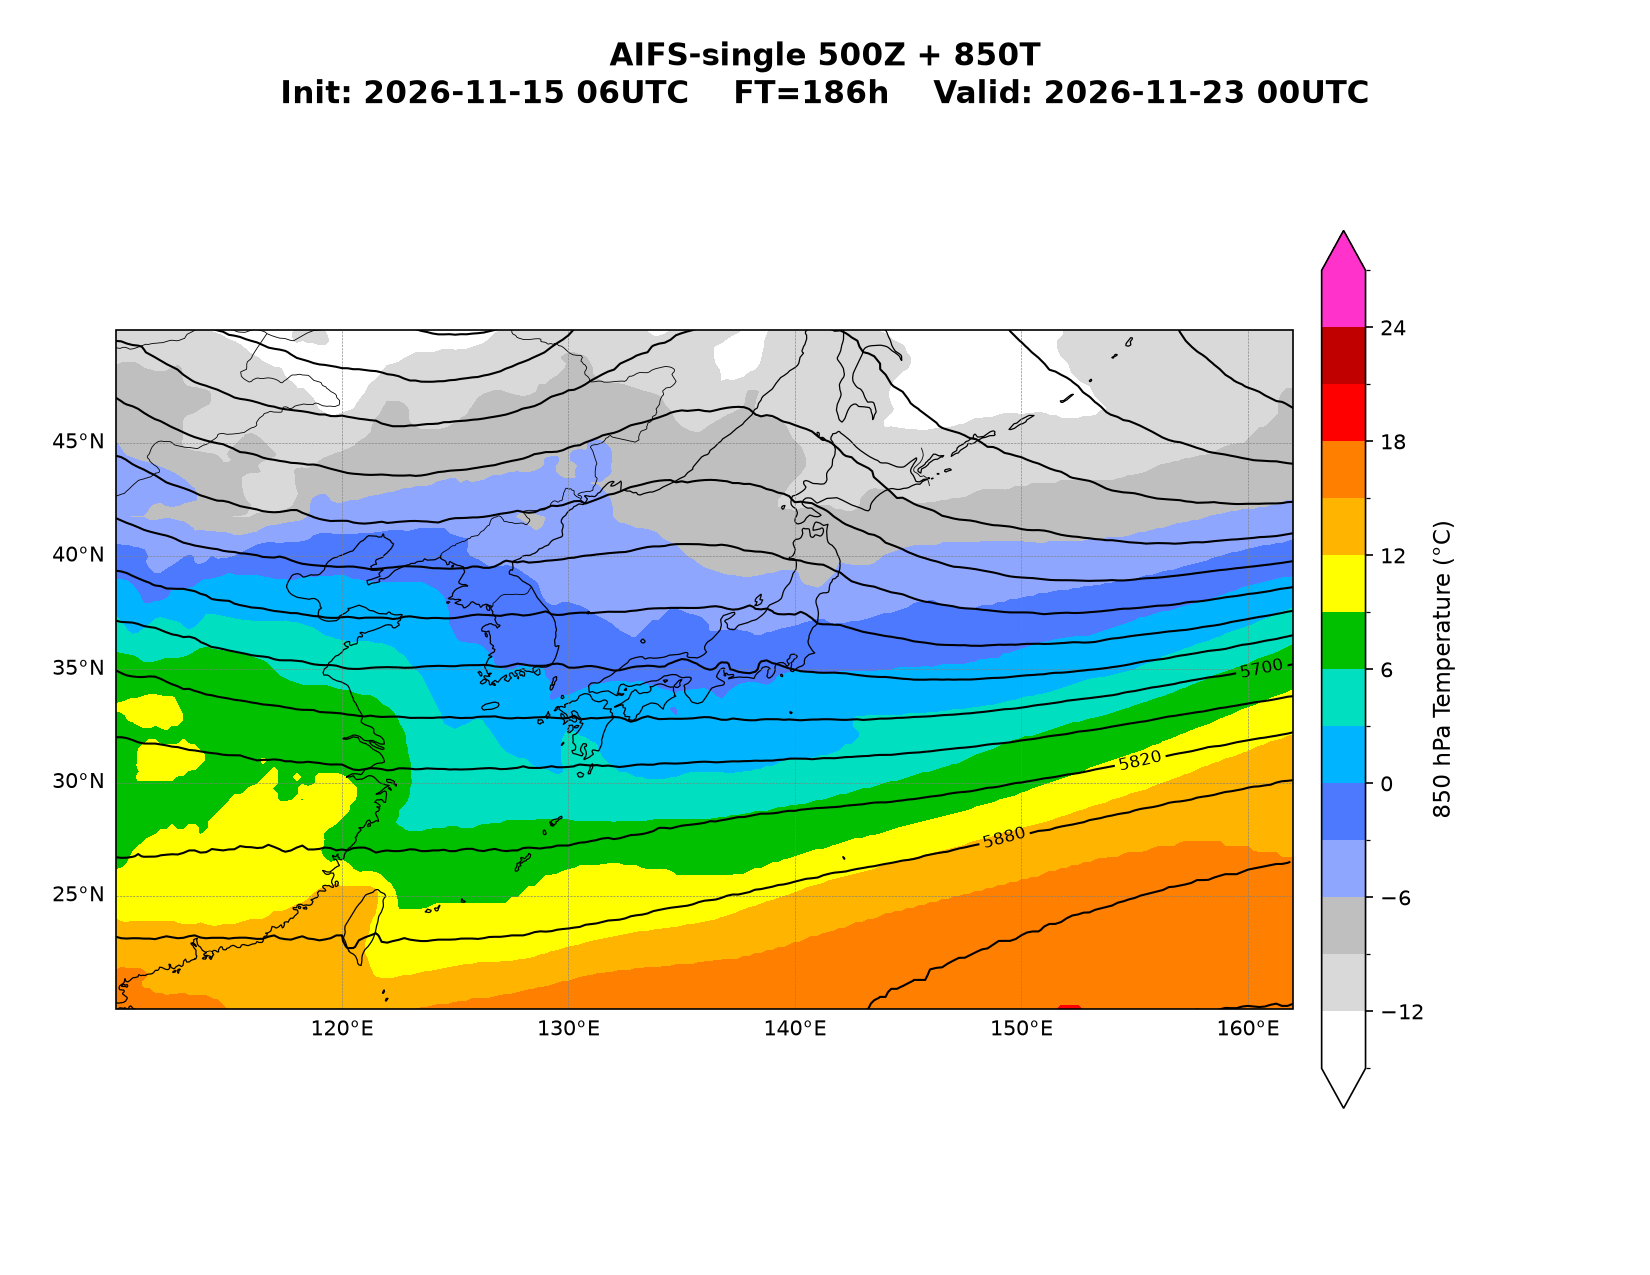 AIFS-single 500Z + 850T
Init: 2026-11-15 06UTC    FT=186h    Valid: 2026-11-23 00UTC
24
18
12
6
0
−6
−12
850 hPa Temperature (°C)
45°N
40°N
35°N
30°N
25°N
5700
5820
5880
120°E
130°E
140°E
150°E
160°E